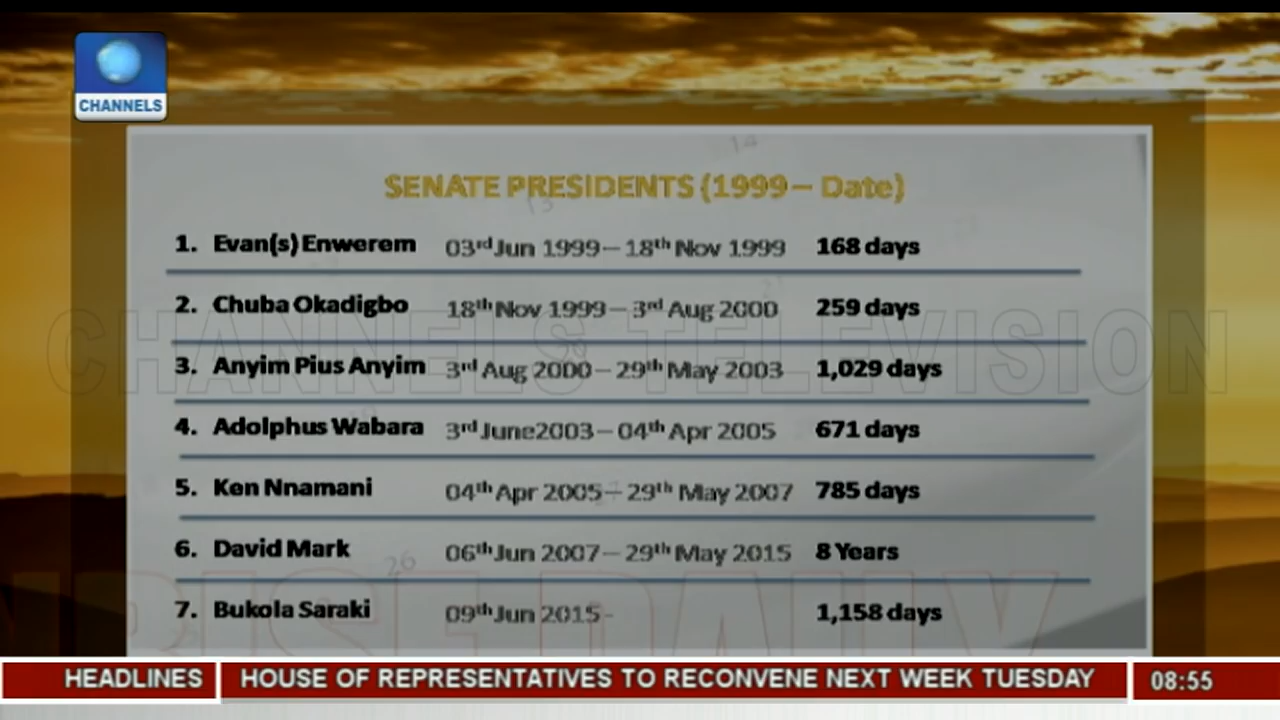 CHANNELS
SENATE PRESIDENTS (1999 – Date)
1. Evan(s) Enwerem 03rd Jun 1999 – 18th Nov 1999 168 days
2. Chuba Okadigbo 18th Nov 1999 – 3rd Aug 2000 259 days
CHANNELS TELEVISION
3. Anyim Pius Anyim 3rd Aug 2000 – 29th May 2003 1,029 days
4. Adolphus Wabara 3rd June2003 – 04th Apr 2005 671 days
5. Ken Nnamani 04th Apr 2005 – 29th May 2007 785 days
6. David Mark 06th Jun 2007 – 29th May 2015 8 Years
7. Bukola Saraki 09th Jun 2015 - 1,158 days
HEADLINES HOUSE OF REPRESENTATIVES TO RECONVENE NEXT WEEK TUESDAY 08:55